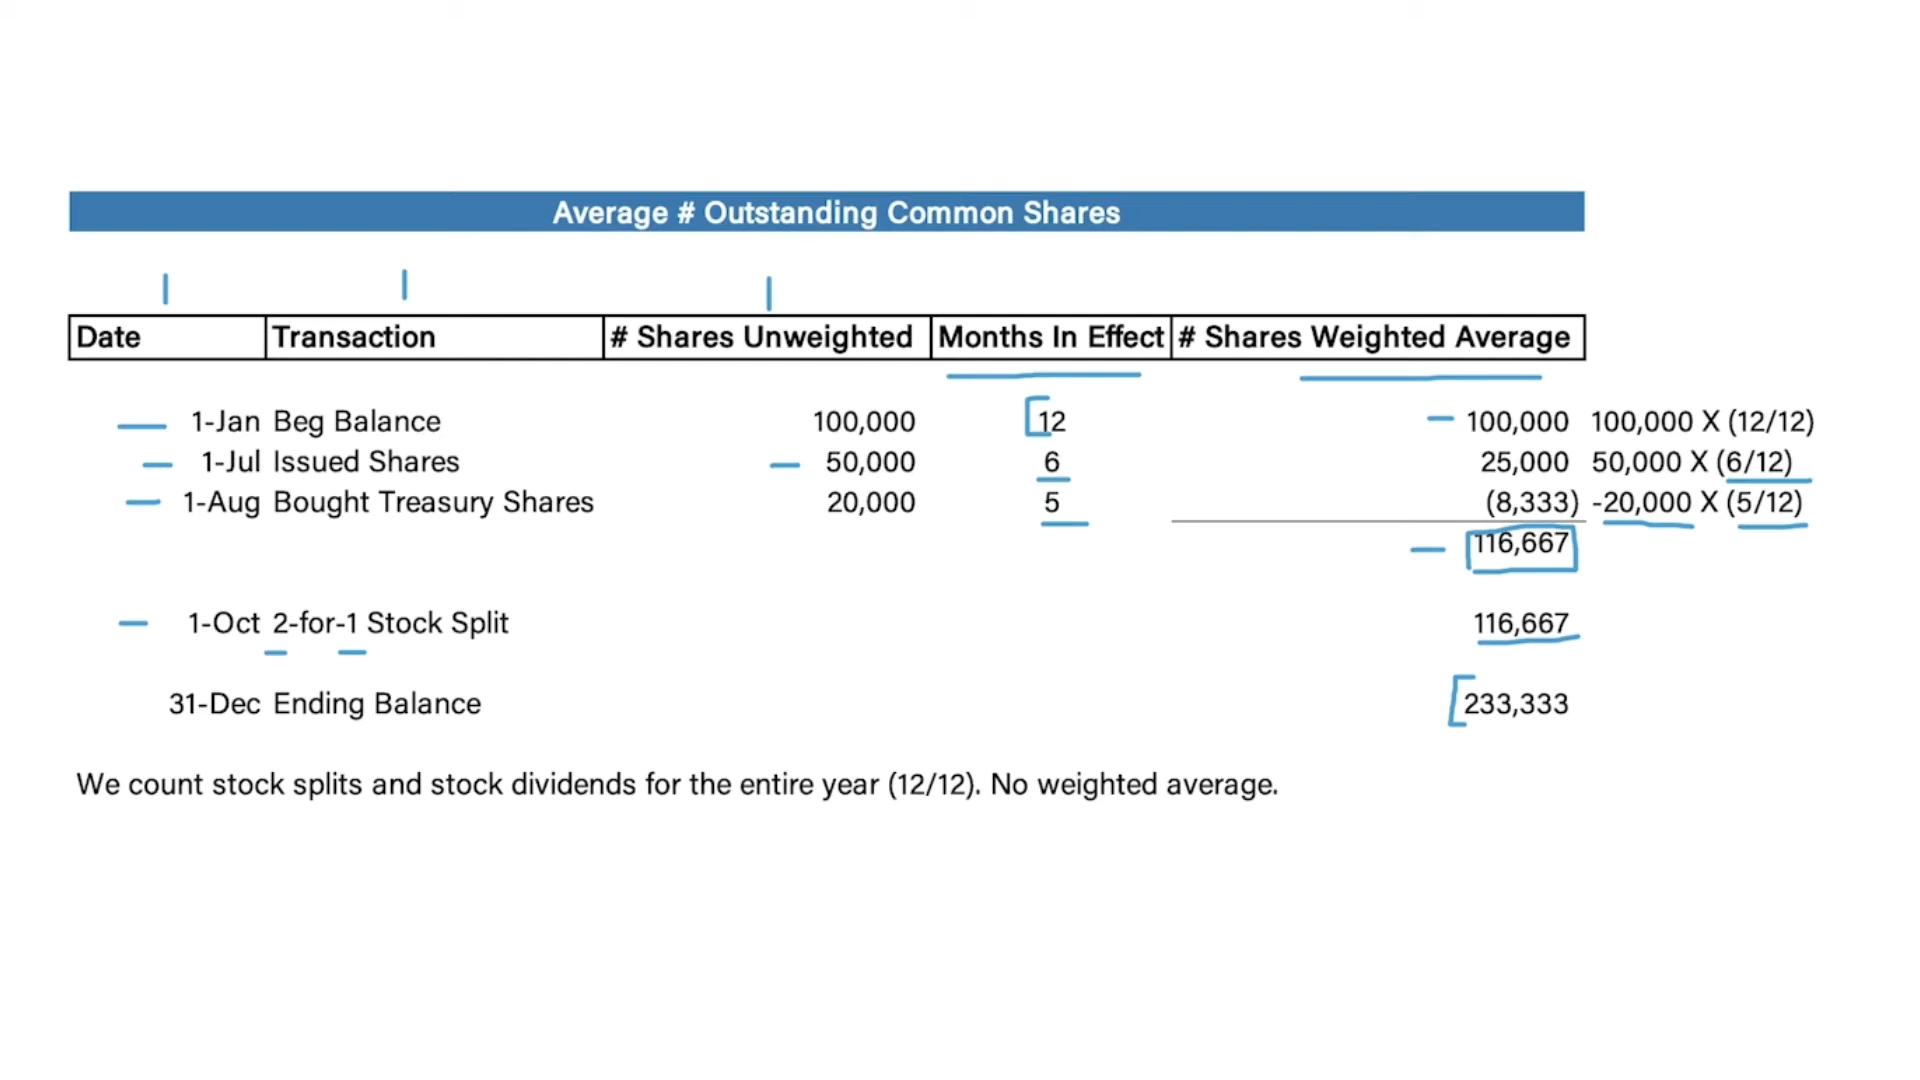 Average # Outstanding Common Shares
Date Transaction # Shares Unweighted Months In Effect # Shares Weighted Average
1-Jan Beg Balance 100,000 12 100,000 100,000 X (12/12)
1-Jul Issued Shares 50,000 6 25,000 50,000 X (6/12)
1-Aug Bought Treasury Shares 20,000 5 (8,333) -20,000 X (5/12)
116,667
1-Oct 2-for-1 Stock Split 116,667
31-Dec Ending Balance 233,333
We count stock splits and stock dividends for the entire year (12/12). No weighted average.